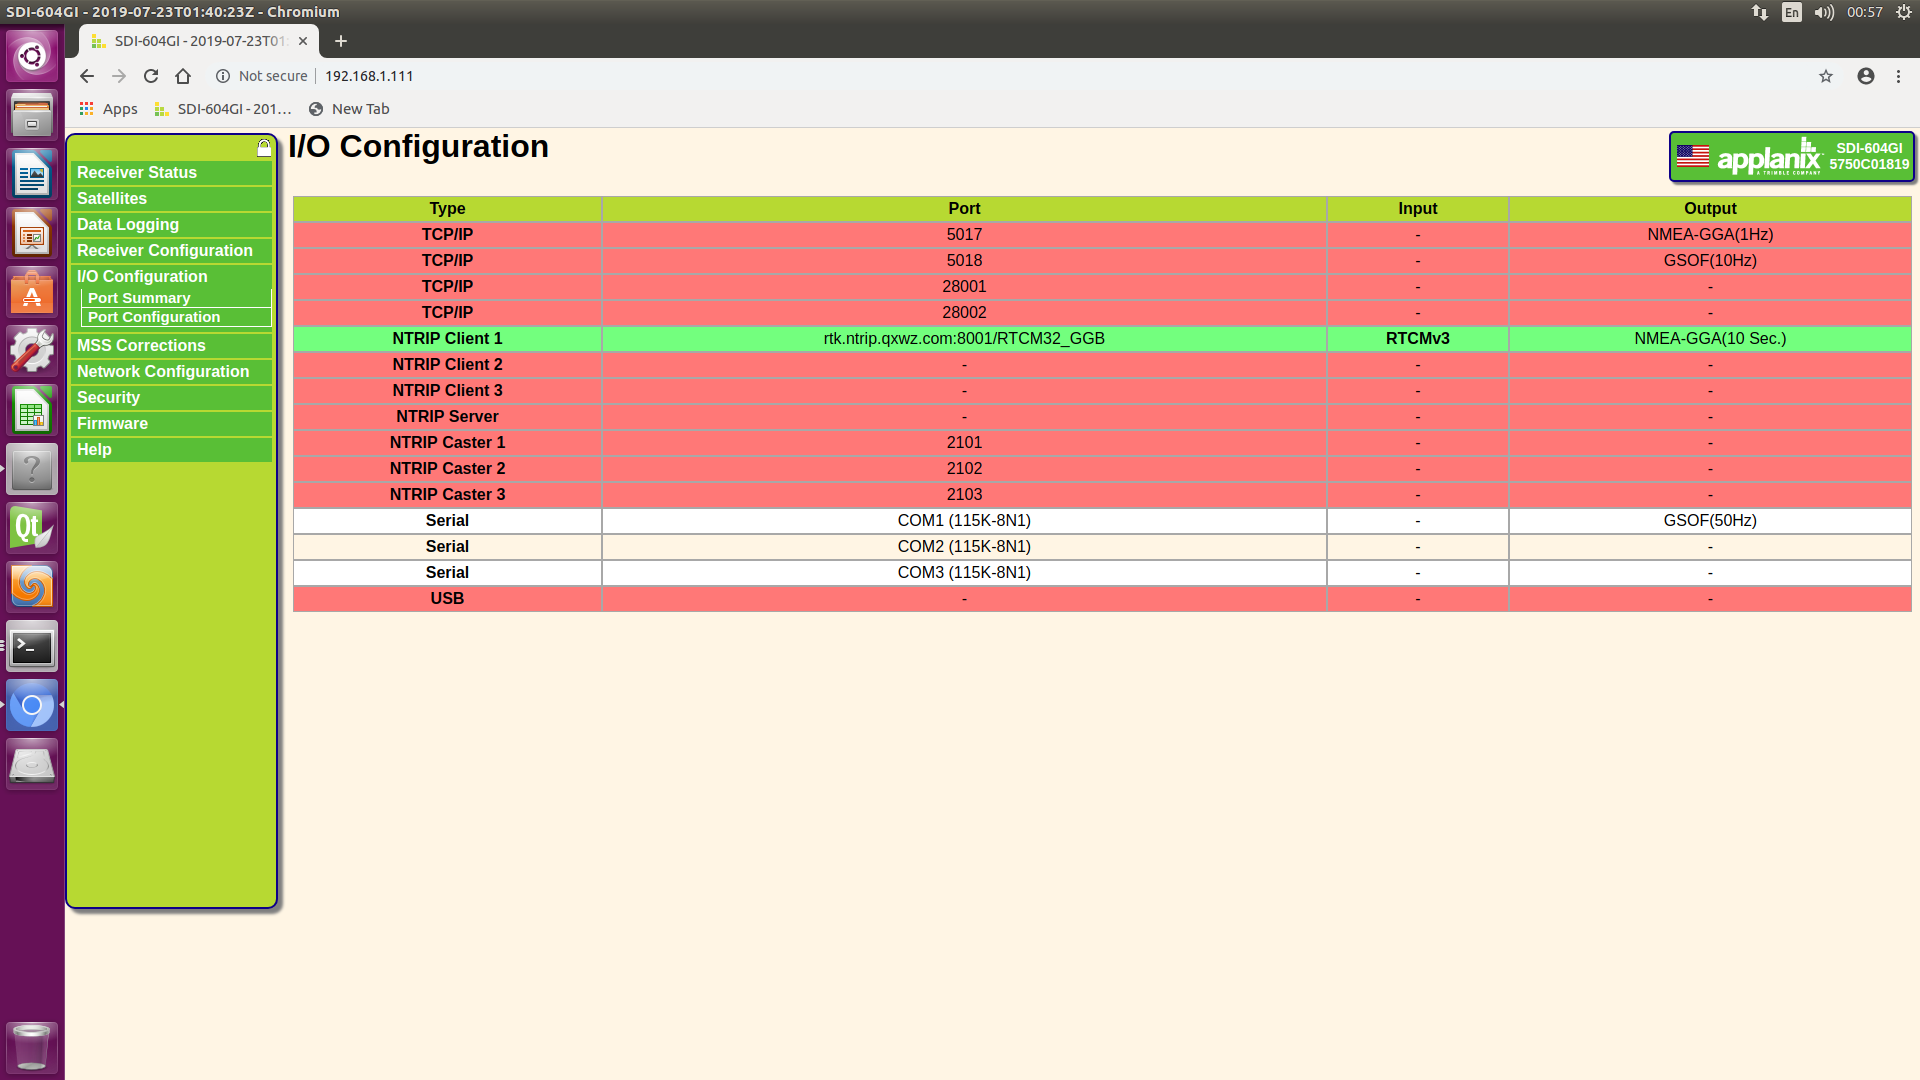 SDI-604GI - 2019-07-23T01:40:23Z - Chromium
En
00:57
SDI-604GI - 2019-07-23T01:
Not secure
192.168.1.111
Apps
SDI-604GI - 201...
New Tab
I/O Configuration
applanix
A TRIMBLE COMPANY
SDI-604GI
5750C01819
Receiver Status
Satellites
Data Logging
Receiver Configuration
I/O Configuration
Port Summary
Port Configuration
MSS Corrections
Network Configuration
Security
Firmware
Help
Type Port Input Output
TCP/IP 5017 - NMEA-GGA(1Hz)
TCP/IP 5018 - GSOF(10Hz)
TCP/IP 28001 - -
TCP/IP 28002 - -
NTRIP Client 1 rtk.ntrip.qxwz.com:8001/RTCM32_GGB RTCMv3 NMEA-GGA(10 Sec.)
NTRIP Client 2 - - -
NTRIP Client 3 - - -
NTRIP Server - - -
NTRIP Caster 1 2101 - -
NTRIP Caster 2 2102 - -
NTRIP Caster 3 2103 - -
Serial COM1 (115K-8N1) - GSOF(50Hz)
Serial COM2 (115K-8N1) - -
Serial COM3 (115K-8N1) - -
USB - - -
Qt